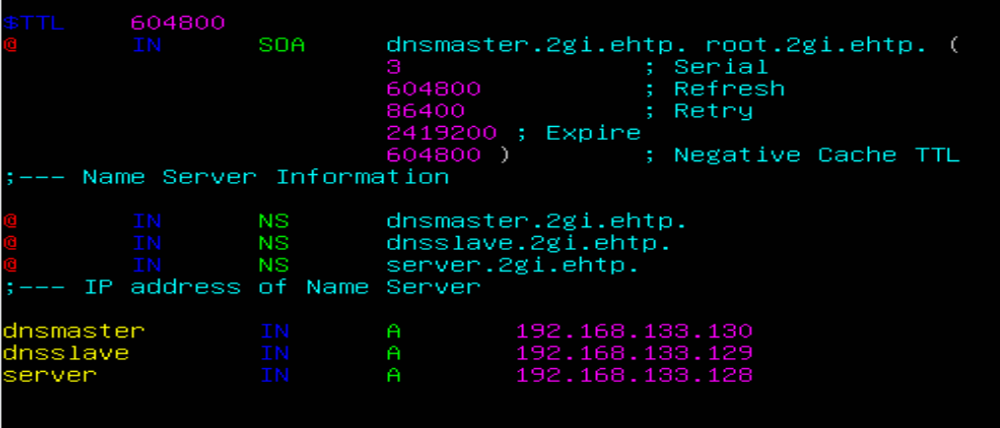 $TTL 604800
@ IN SOA dnsmaster.2gi.ehtp. root.2gi.ehtp. (
3 ; Serial
604800 ; Refresh
86400 ; Retry
2419200 ; Expire
604800 ) ; Negative Cache TTL
;--- Name Server Information
@ IN NS dnsmaster.2gi.ehtp.
@ IN NS dnsslave.2gi.ehtp.
@ IN NS server.2gi.ehtp.
;--- IP address of Name Server
dnsmaster IN A 192.168.133.130
dnsslave IN A 192.168.133.129
server IN A 192.168.133.128